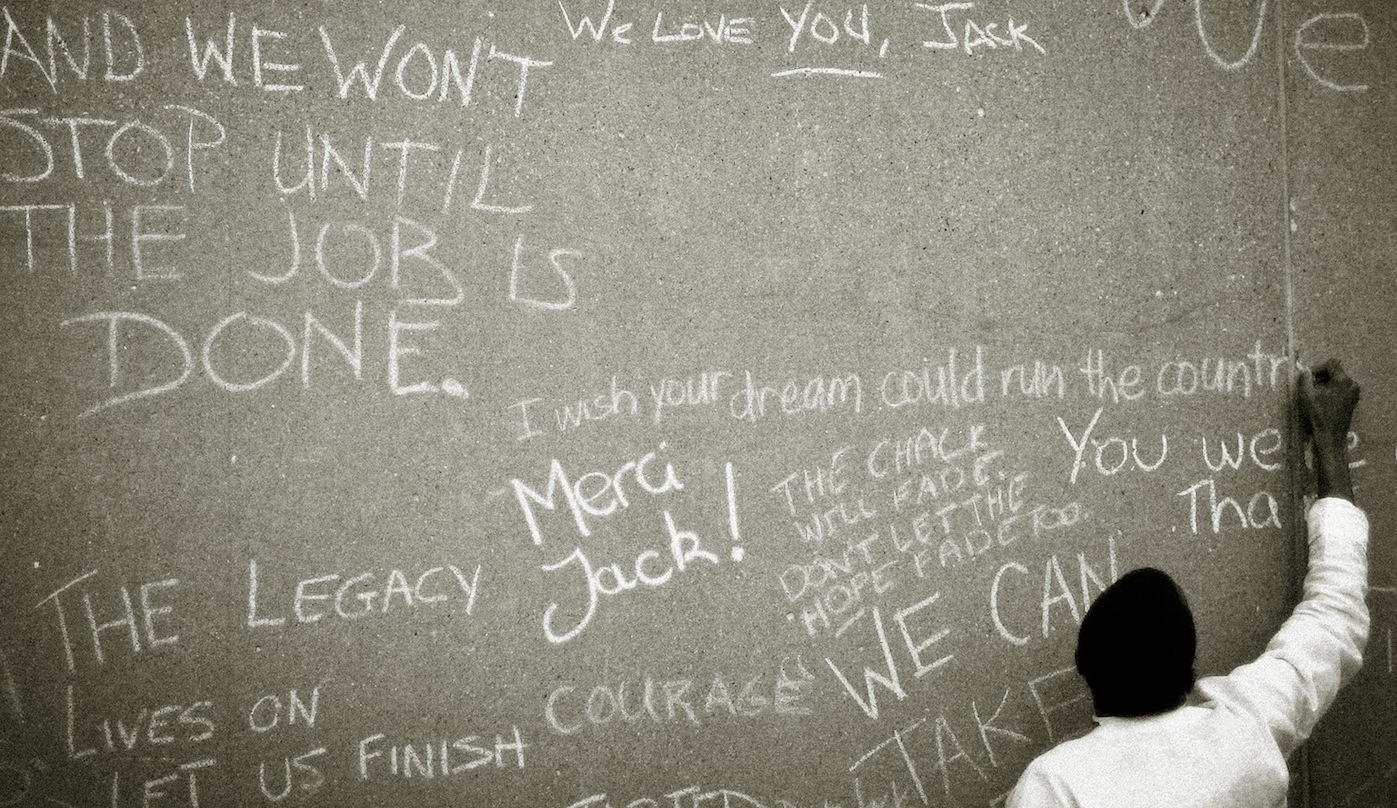 AND WE WON'T
STOP UNTIL
THE JOB IS
DONE.
We LOVE YOU, JACK
We
I wish your dream could run the countr
Merci
Jack!
THE CHALK
WILL FADE.
DON'T LET THE
HOPE FADE TOO.
You we e
Tha
THE LEGACY
LIVES ON
LET US FINISH
COURAGE
WE CAN
TAKE